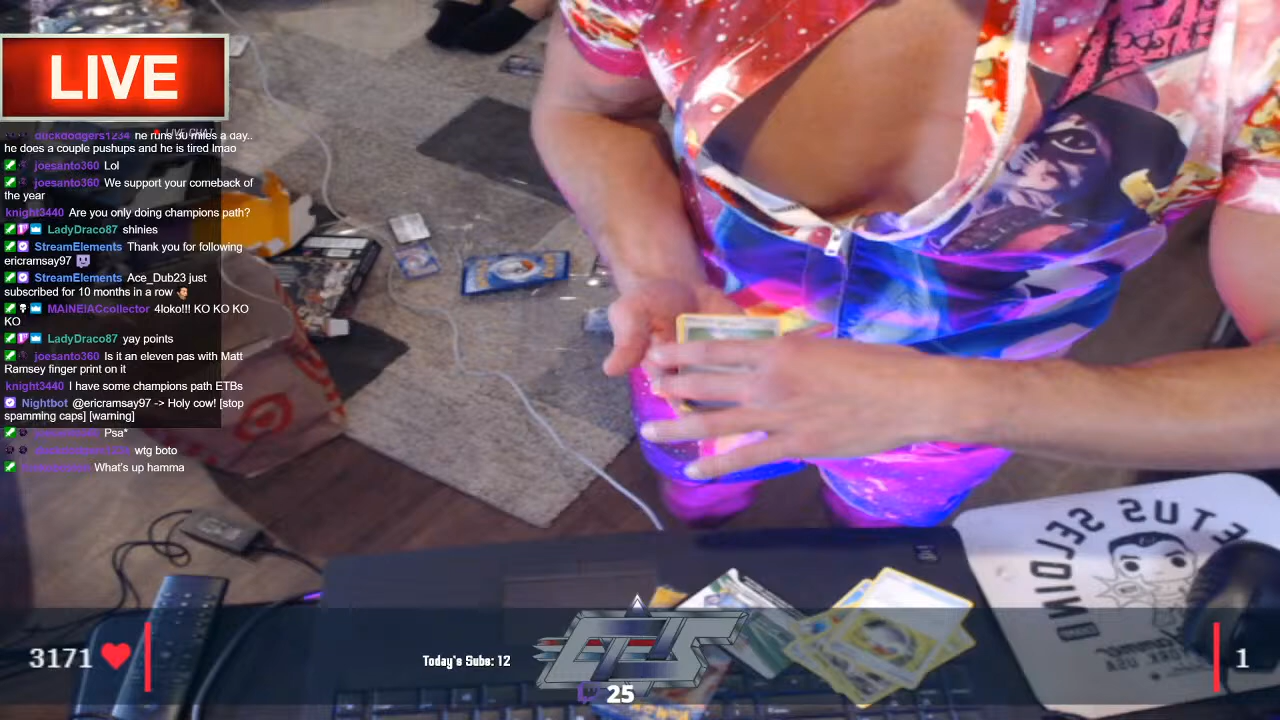 LIVE
LIVE CHAT
duckdodgers1234 he runs 30 miles a day..
he does a couple pushups and he is tired lmao
joesanto360 Lol
joesanto360 We support your comeback of
the year
knight3440 Are you only doing champions path?
LadyDraco87 shinies
StreamElements Thank you for following
ericramsay97
StreamElements Ace_Dub23 just
subscribed for 10 months in a row
MAINEIACcollector 4loko!!! KO KO KO
KO
LadyDraco87 yay points
joesanto360 Is it an eleven pas with Matt
Ramsey finger print on it
knight3440 I have some champions path ETBs
Nightbot @ericramsay97 -> Holy cow! [stop
spamming caps] [warning]
Psa*
wtg boto
What's up hamma
3171
Today's Subs: 12
25
1